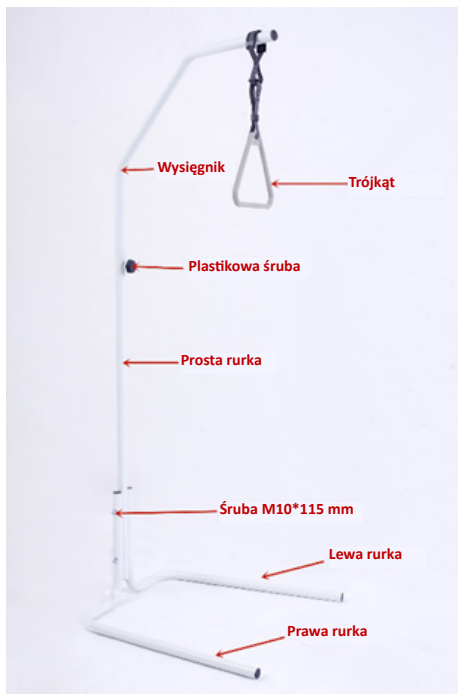 Wysięgnik
Trójkąt
Plastikowa śruba
Prosta rurka
Śruba M10*115 mm
Lewa rurka
Prawa rurka